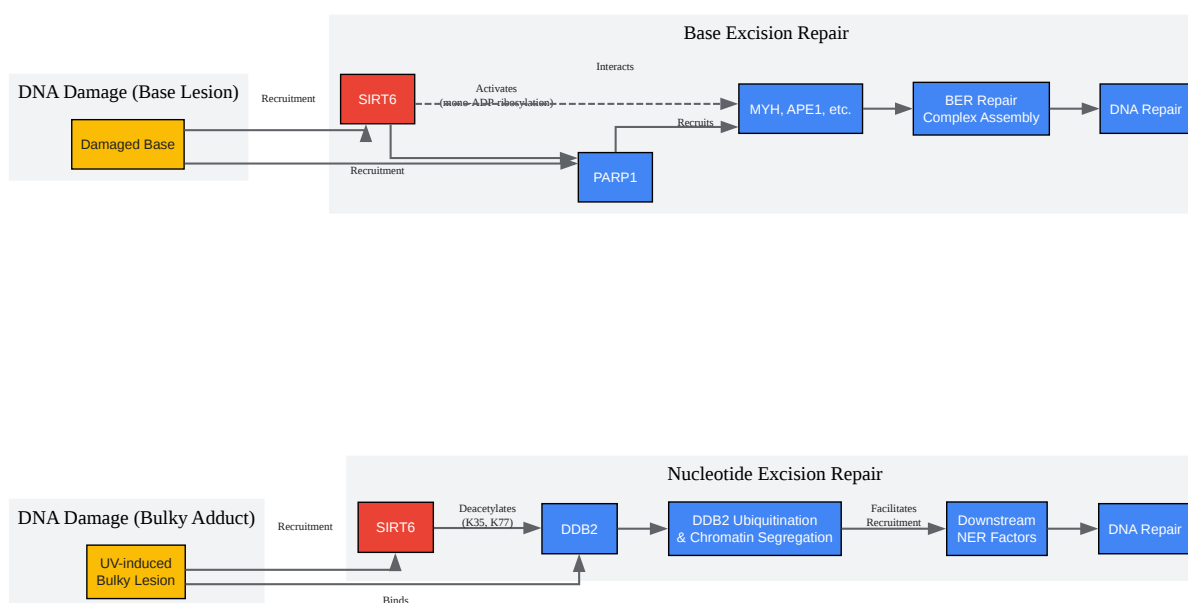 Base Excision Repair
DNA Damage (Base Lesion)
Damaged Base
Recruitment
SIRT6
Activates
(mono-ADP-ribosylation)
Interacts
Recruitment
PARP1
Recruits
MYH, APE1, etc.
BER Repair
Complex Assembly
DNA Repair
Nucleotide Excision Repair
DNA Damage (Bulky Adduct)
UV-induced
Bulky Lesion
Recruitment
SIRT6
Deacetylates
(K35, K77)
Binds
DDB2
DDB2 Ubiquitination
& Chromatin Segregation
Facilitates
Recruitment
Downstream
NER Factors
DNA Repair